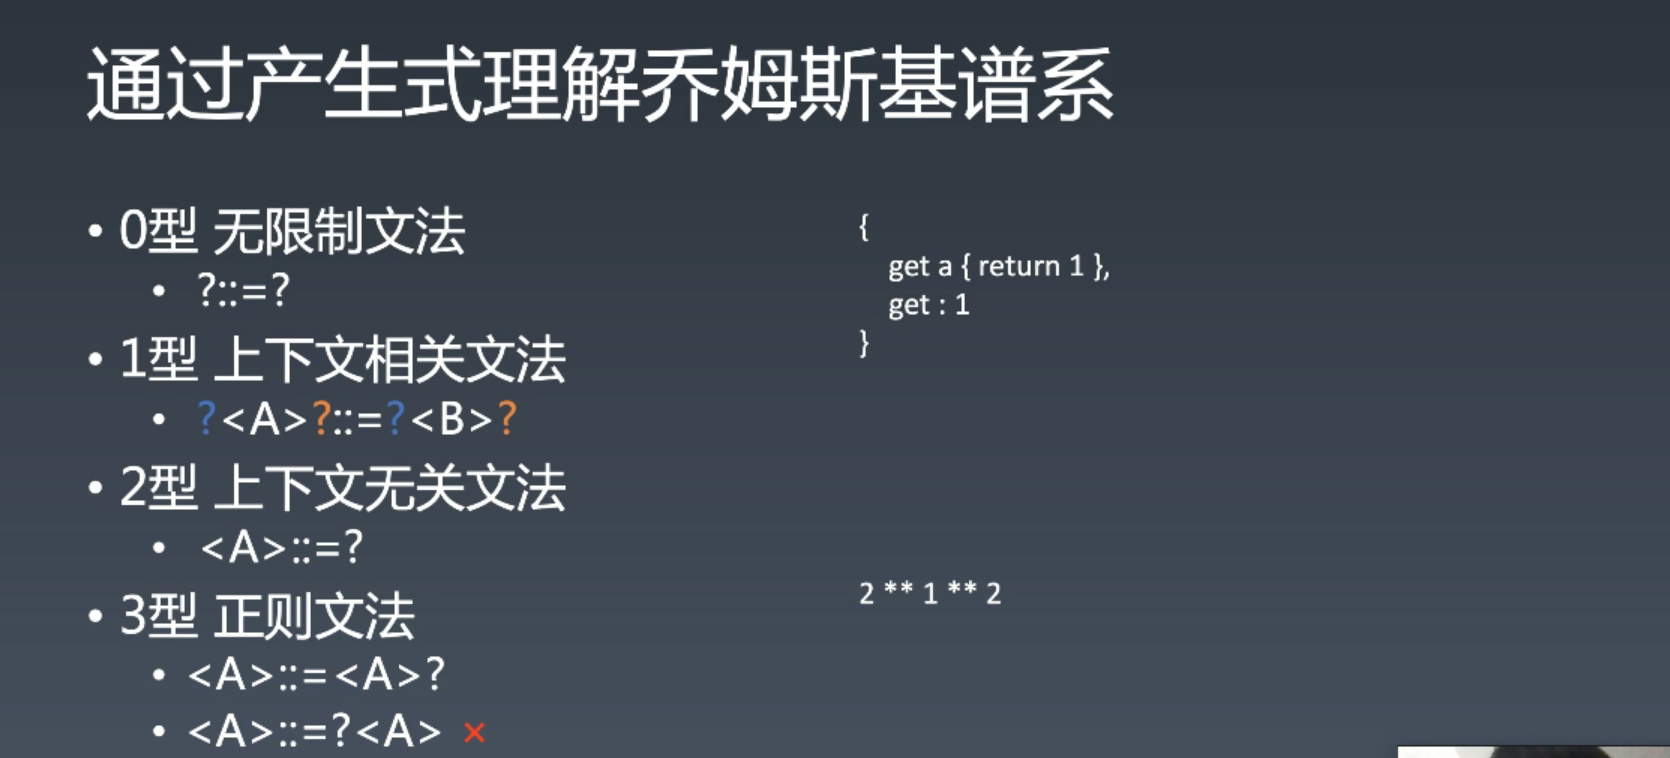 通过产生式理解乔姆斯基谱系
• 0型 无限制文法
• ?::=?
• 1型 上下文相关文法
• ?<A>?::=?<B>?
• 2型 上下文无关文法
• <A>::=?
• 3型 正则文法
• <A>::=<A>?
• <A>::=?<A> ×
{
get a { return 1 },
get : 1
}
2 ** 1 ** 2